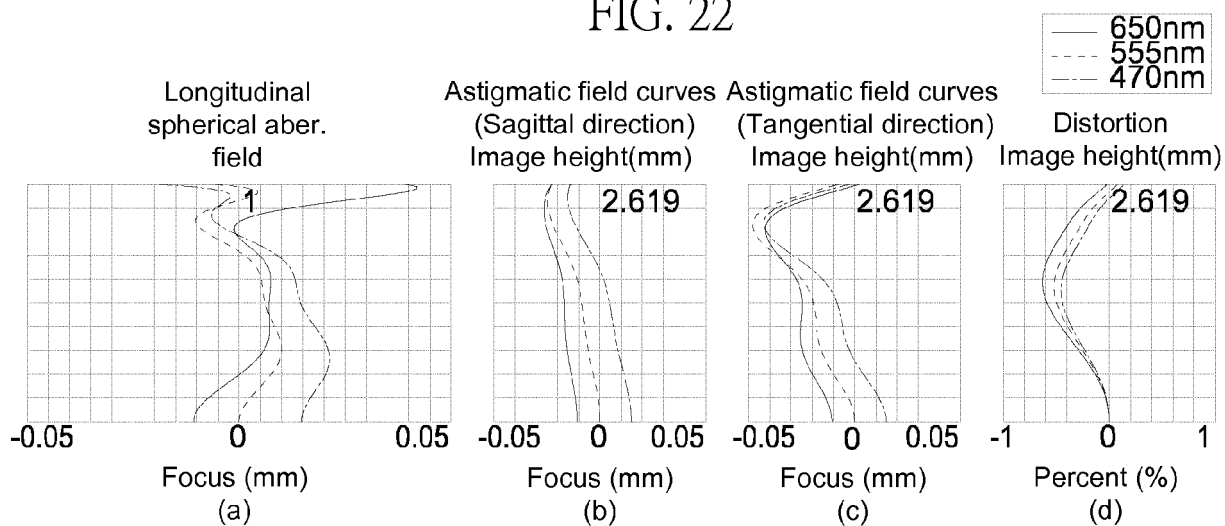 FIG. 22
650nm
555nm
470nm
Longitudinal
spherical aber.
field
1
-0.05 0 0.05
Focus (mm)
(a)
Astigmatic field curves
(Sagittal direction)
Image height(mm)
2.619
-0.05 0 0.05
Focus (mm)
(b)
Astigmatic field curves
(Tangential direction)
Image height(mm)
2.619
-0.05 0 0.05
Focus (mm)
(c)
Distortion
Image height(mm)
2.619
-1 0 1
Percent (%)
(d)